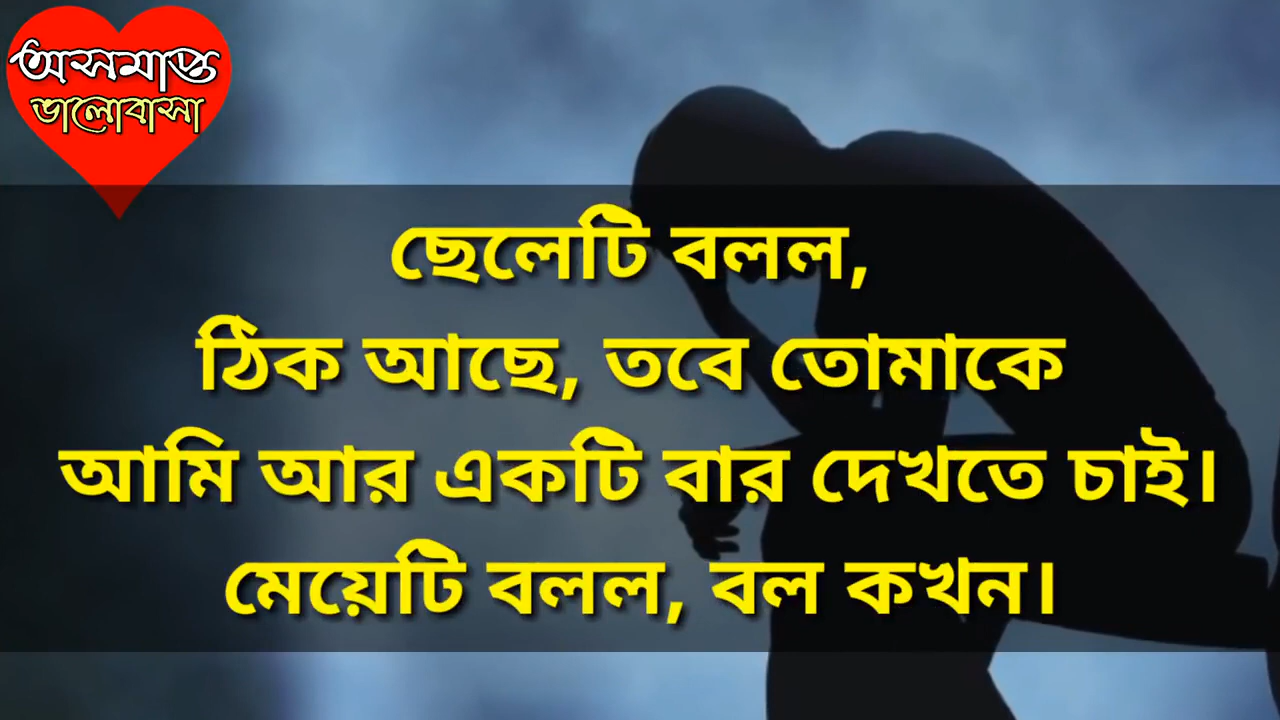 অসমাপ্ত
ভালোবাসা
ছেলেটি বলল,
ঠিক আছে, তবে তোমাকে
আমি আর একটি বার দেখতে চাই।
মেয়েটি বলল, বল কখন।